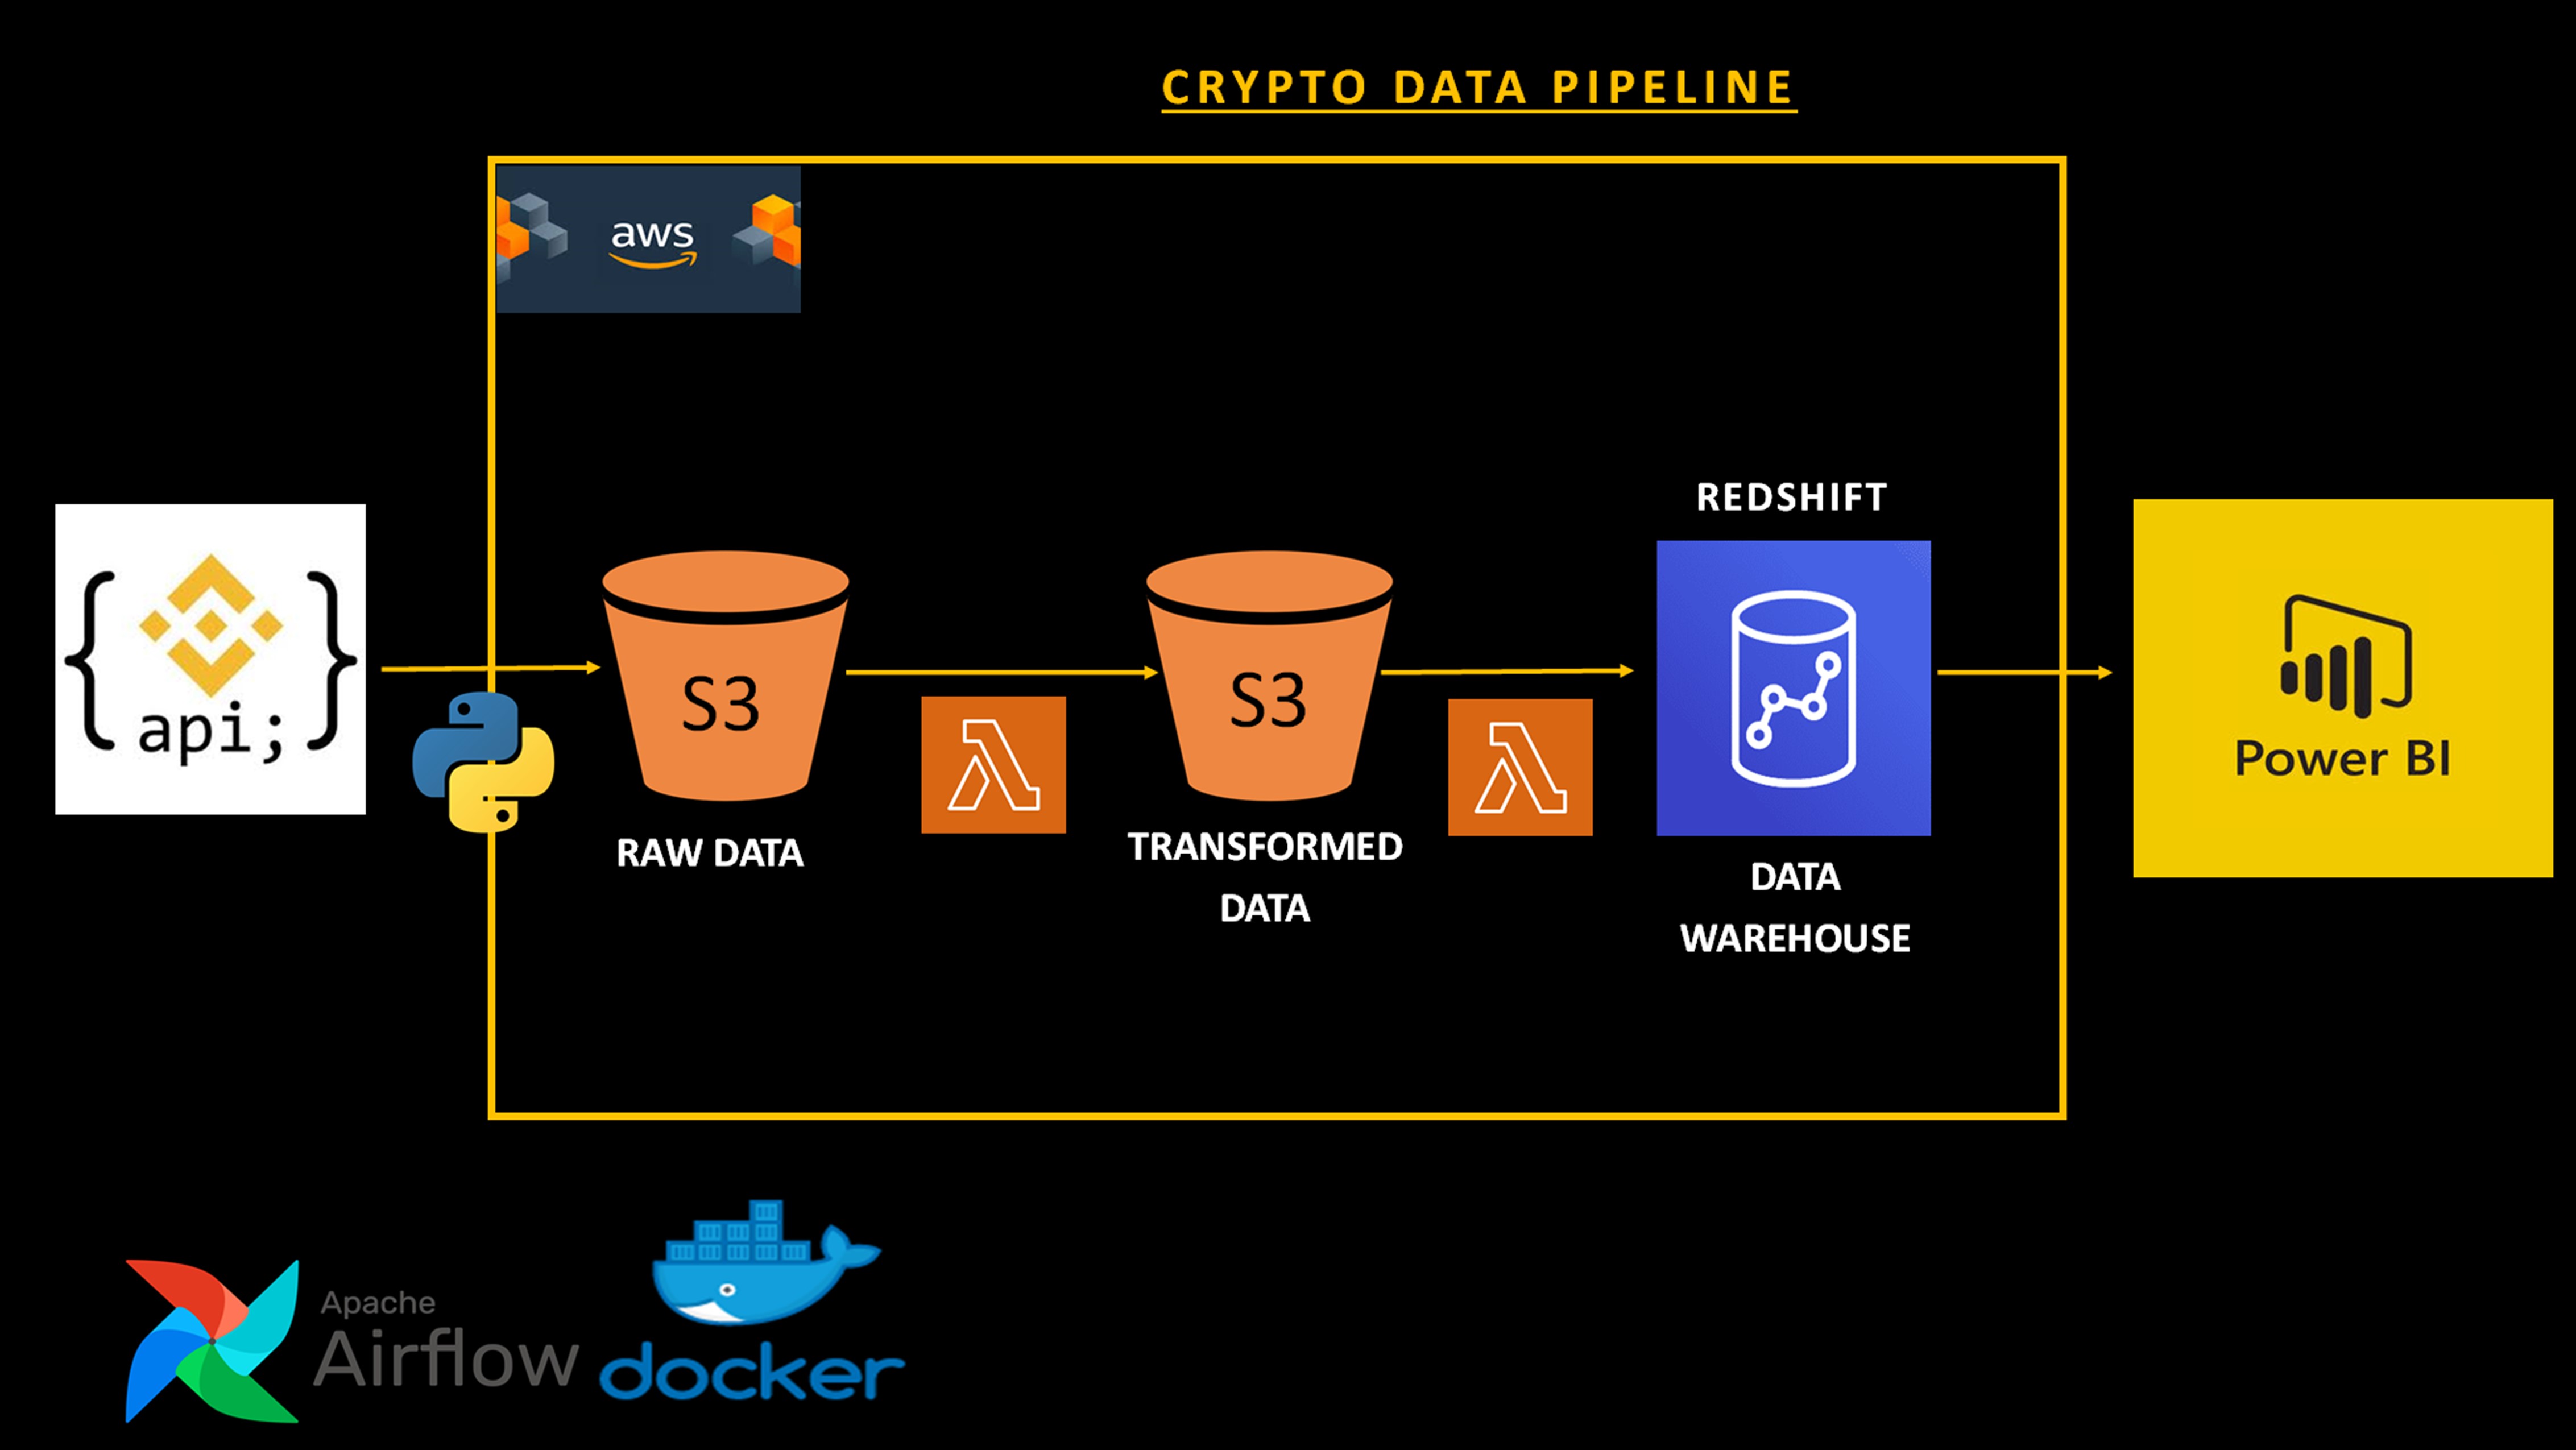 CRYPTO DATA PIPELINE
aws
REDSHIFT
{ api; }
S3
S3
Power BI
RAW DATA
TRANSFORMED
DATA
DATA
WAREHOUSE
Apache
Airflow
docker